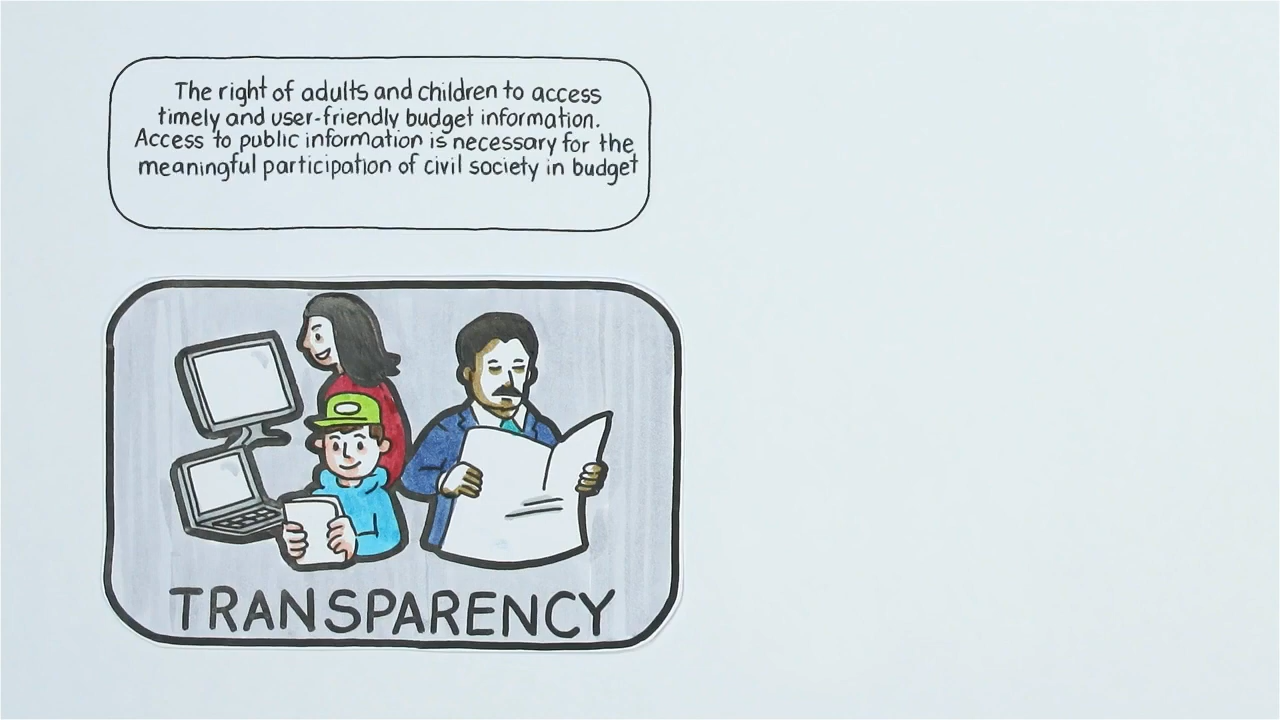 The right of adults and children to access
timely and user-friendly budget information.
Access to public information is necessary for the
meaningful participation of civil society in budget
TRANSPARENCY